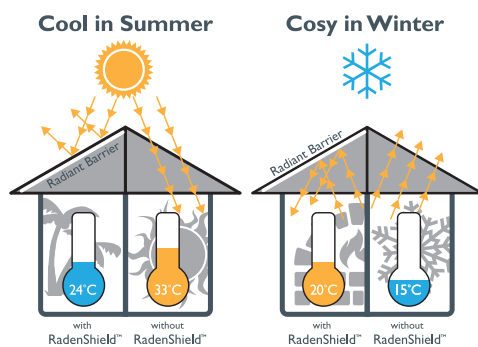 Cool in Summer
Cosy in Winter
Radiant Barrier
Radiant Barrier
24°C
33°C
20°C
15°C
with
RadenShield™
without
RadenShield™
with
RadenShield™
without
RadenShield™